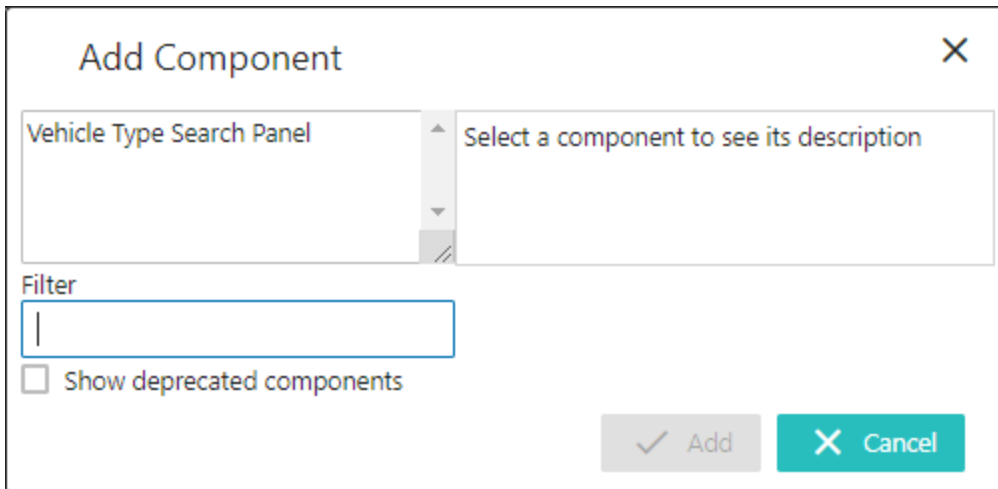 Add Component
Vehicle Type Search Panel
Select a component to see its description
Filter
Show deprecated components
Add
Cancel